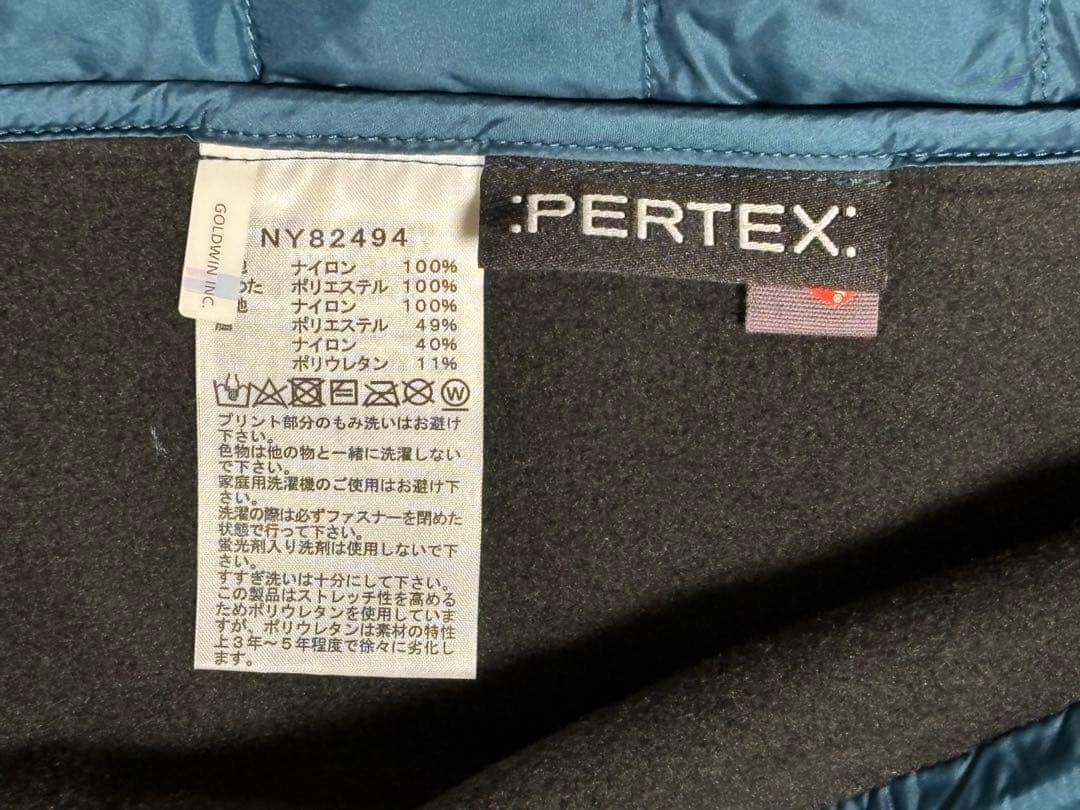 GOLDWIN INC.
NY82494
:PERTEX:
ナイロン 100%
ポリエステル 100%
ナイロン 100%
ポリエステル 49%
ナイロン 40%
ポリウレタン 11%
W
プリント部分のもみ洗いはお避け
下さい。
色物は他の物と一緒に洗濯しない
で下さい。
家庭用洗濯機のご使用はお避け下
さい。
洗濯の際は必ずファスナーを閉めた
状態で行って下さい。
蛍光剤入り洗剤は使用しないで下
さい。
すすぎ洗いは十分にして下さい。
この製品はストレッチ性を高める
ためポリウレタンを使用していま
すが、ポリウレタンは素材の特性
上3年～5年程度で徐々に劣化し
ます。